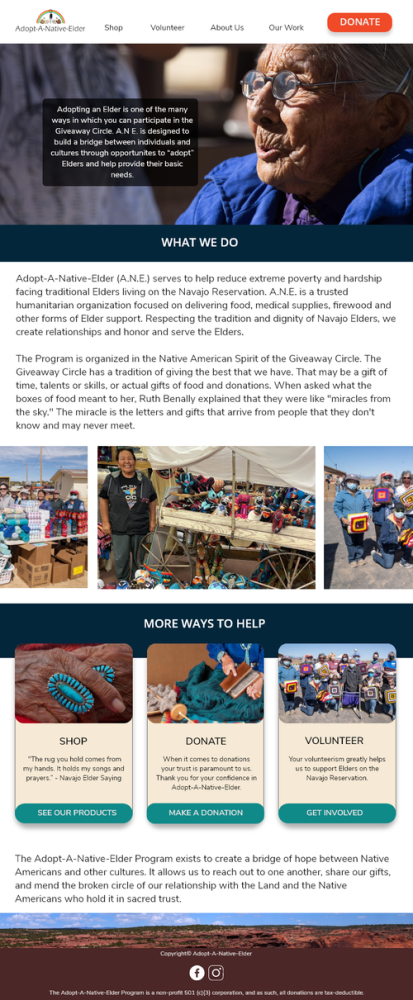 Adopt-A-Native-Elder
Shop
Volunteer
About Us
Our Work
DONATE
Adopting an Elder is one of the many
ways in which you can participate in the
Giveaway Circle. A.N E. is designed to
build a bridge between individuals and
cultures through opportunites to “adopt”
Elders and help provide their basic
needs.
WHAT WE DO
Adopt-A-Native-Elder (A.N.E.) serves to help reduce extreme poverty and hardship
facing traditional Elders living on the Navajo Reservation. A.N.E. is a trusted
humanitarian organization focused on delivering food, medical supplies, firewood and
other forms of Elder support. Respecting the tradition and dignity of Navajo Elders, we
create relationships and honor and serve the Elders.
The Program is organized in the Native American Spirit of the Giveaway Circle. The
Giveaway Circle has a tradition of giving the best that we have. That may be a gift of
time, talents or skills, or actual gifts of food and donations. When asked what the
boxes of food meant to her, Ruth Benally explained that they were like "miracles from
the sky." The miracle is the letters and gifts that arrive from people that they don't
know and may never meet.
MORE WAYS TO HELP
SHOP
"The rug you hold comes from
my hands. It holds my songs and
prayers.” - Navajo Elder Saying
SEE OUR PRODUCTS
DONATE
When it comes to donations
your trust is paramount to us.
Thank you for your confidence in
Adopt-A-Native-Elder.
MAKE A DONATION
VOLUNTEER
Your volunteerism greatly helps
us to support Elders on the
Navajo Reservation.
GET INVOLVED
The Adopt-A-Native-Elder Program exists to create a bridge of hope between Native
Americans and other cultures. It allows us to reach out to one another, share our gifts,
and mend the broken circle of our relationship with the Land and the Native
Americans who hold it in sacred trust.
Copyright© Adopt-A-Native-Elder
The Adopt-A-Native-Elder Program is a non-profit 501 (c)(3) corporation, and as such, all donations are tax-deductible.